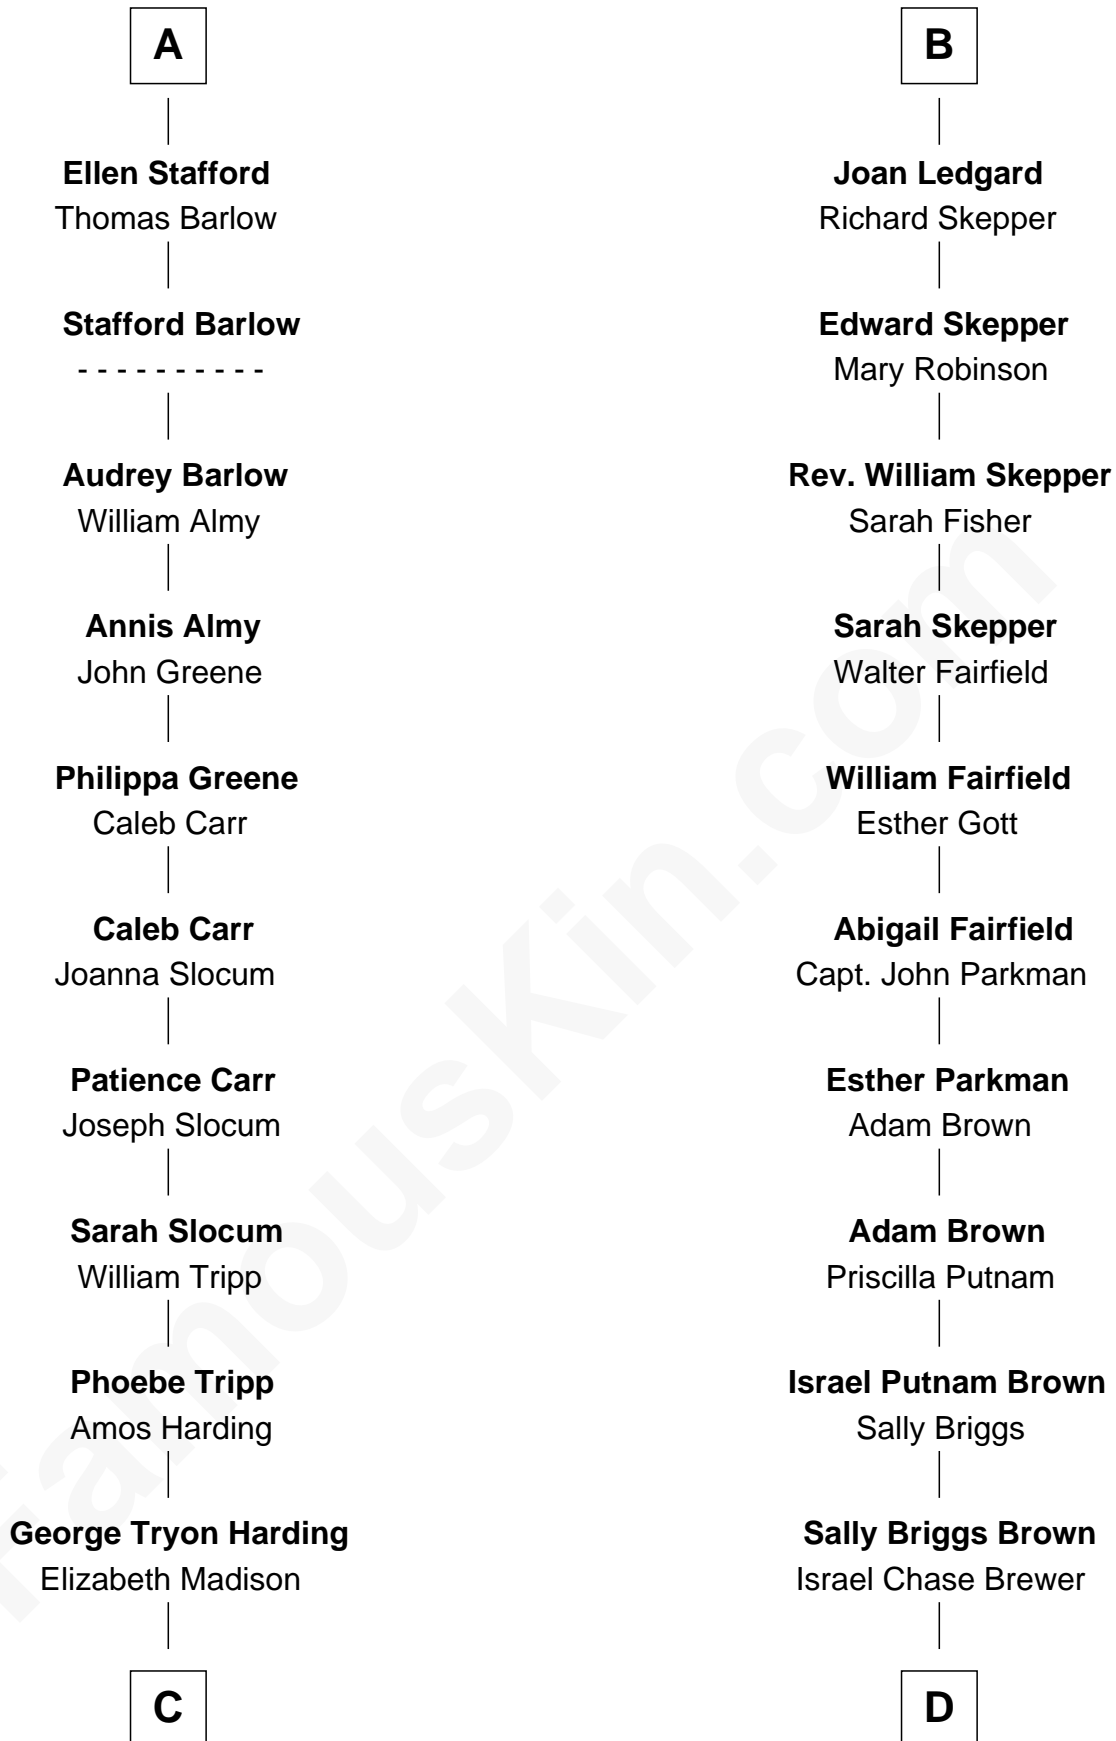 A
Ellen Stafford
Thomas Barlow
Stafford Barlow
- - - - - - - - - -
Audrey Barlow
William Almy
Annis Almy
John Greene
Philippa Greene
Caleb Carr
Caleb Carr
Joanna Slocum
Patience Carr
Joseph Slocum
Sarah Slocum
William Tripp
Phoebe Tripp
Amos Harding
George Tryon Harding
Elizabeth Madison
C
B
Joan Ledgard
Richard Skepper
Edward Skepper
Mary Robinson
Rev. William Skepper
Sarah Fisher
Sarah Skepper
Walter Fairfield
William Fairfield
Esther Gott
Abigail Fairfield
Capt. John Parkman
Esther Parkman
Adam Brown
Adam Brown
Priscilla Putnam
Israel Putnam Brown
Sally Briggs
Sally Briggs Brown
Israel Chase Brewer
D
FamousKin.com